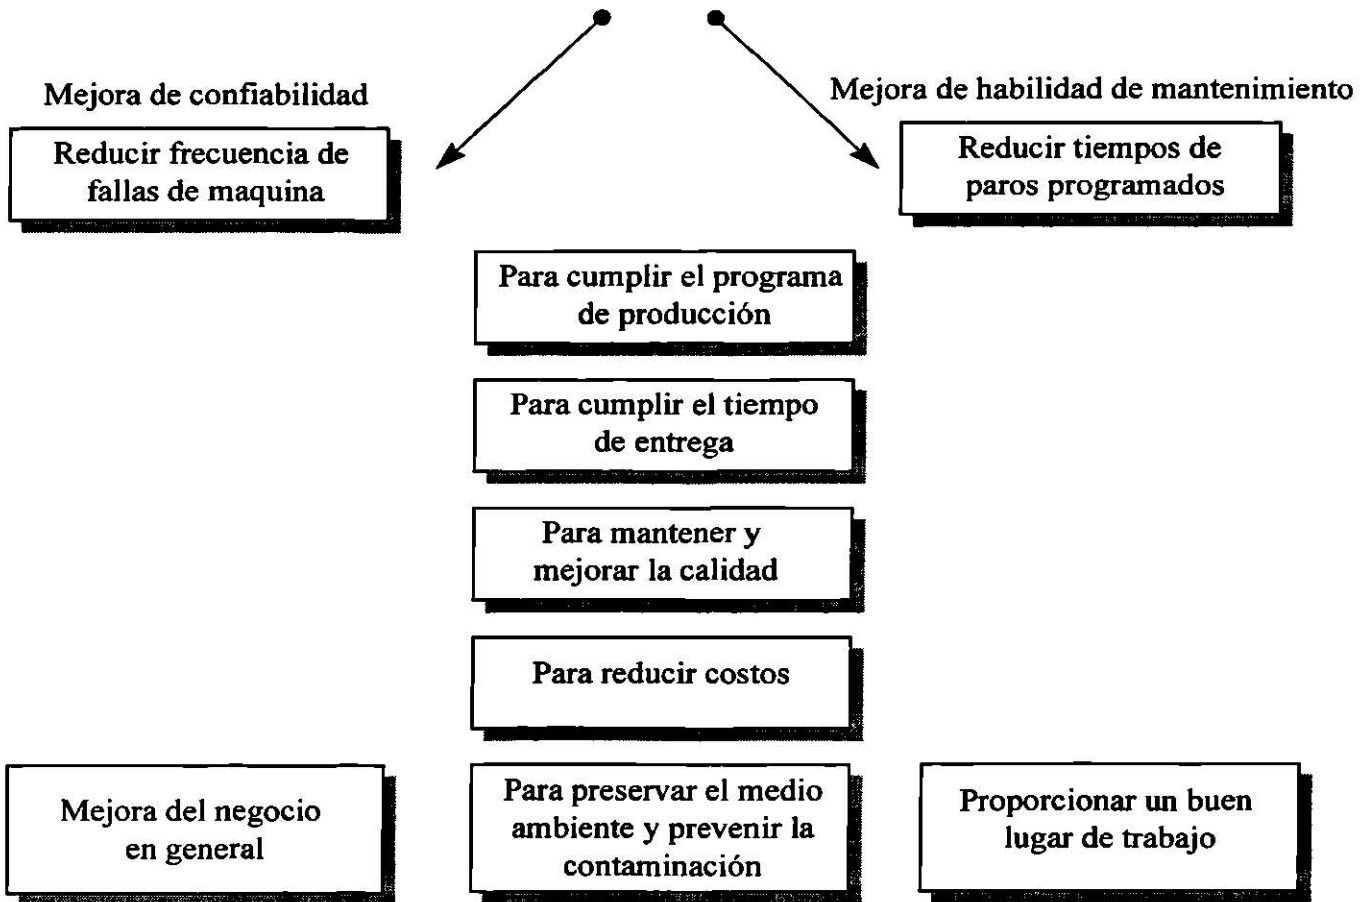 Mejora de confiabilidad
Mejora de habilidad de mantenimiento
Reducir frecuencia de
fallas de maquina
Reducir tiempos de
paros programados
Para cumplir el programa
de producción
Para cumplir el tiempo
de entrega
Para mantener y
mejorar la calidad
Para reducir costos
Mejora del negocio
en general
Para preservar el medio
ambiente y prevenir la
contaminación
Proporcionar un buen
lugar de trabajo